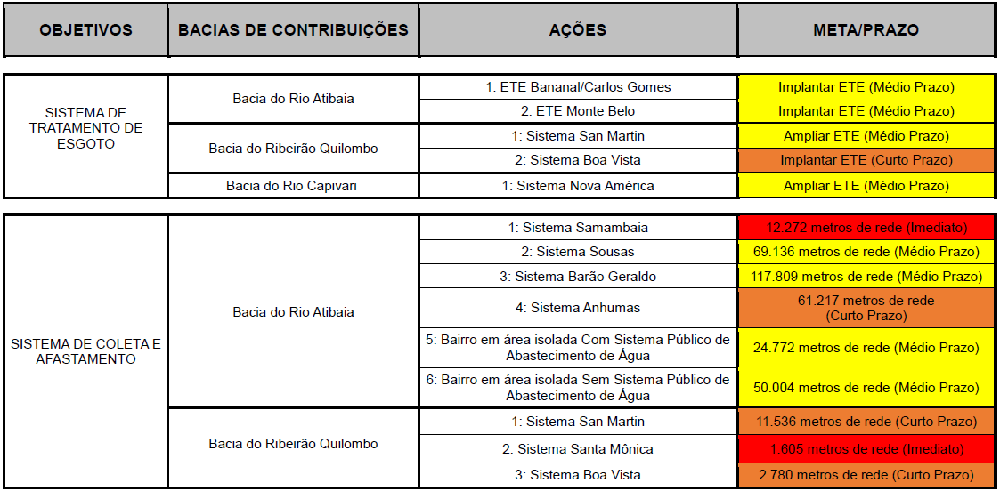 OBJETIVOS BACIAS DE CONTRIBUIÇÕES AÇÕES META/PRAZO
SISTEMA DE
TRATAMENTO DE
ESGOTO
Bacia do Rio Atibaia
1: ETE Bananal/Carlos Gomes Implantar ETE (Médio Prazo)
2: ETE Monte Belo Implantar ETE (Médio Prazo)
Bacia do Ribeirão Quilombo
1: Sistema San Martin Ampliar ETE (Médio Prazo)
2: Sistema Boa Vista Implantar ETE (Curto Prazo)
Bacia do Rio Capivari 1: Sistema Nova América Ampliar ETE (Médio Prazo)
SISTEMA DE COLETA E
AFASTAMENTO
Bacia do Rio Atibaia
1: Sistema Samambaia 12.272 metros de rede (Imediato)
2: Sistema Sousas 69.136 metros de rede (Médio Prazo)
3: Sistema Barão Geraldo 117.809 metros de rede (Médio Prazo)
4: Sistema Anhumas 61.217 metros de rede
(Curto Prazo)
5: Bairro em área isolada Com Sistema Público de
Abastecimento de Água
24.772 metros de rede (Médio Prazo)
6: Bairro em área isolada Sem Sistema Público de
Abastecimento de Água
50.004 metros de rede (Médio Prazo)
Bacia do Ribeirão Quilombo
1: Sistema San Martin 11.536 metros de rede (Curto Prazo)
2: Sistema Santa Mônica 1.605 metros de rede (Imediato)
3: Sistema Boa Vista 2.780 metros de rede (Curto Prazo)